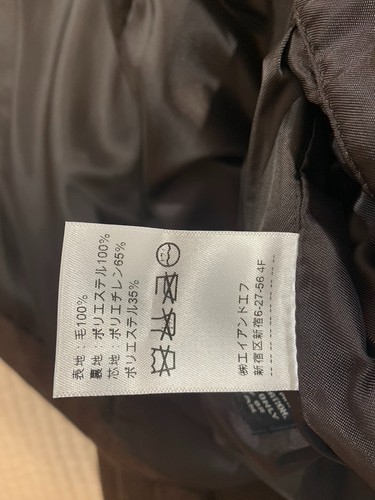 表地：毛100%
裏地：ポリエステル100%
芯地：ポリエチレン65%
ポリエステル35%
㈱エイアンドエフ
新宿区新宿6-27-56 4F
ONLY